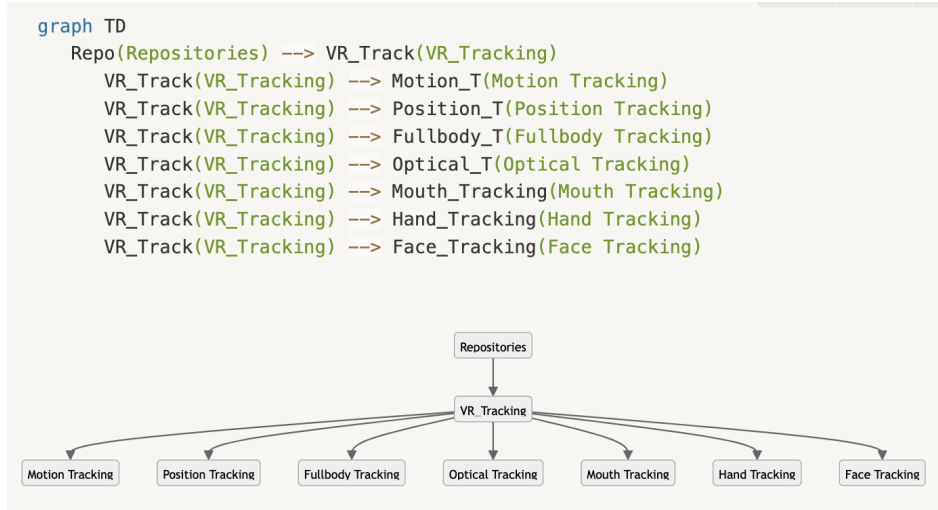 graph TD
Repo(Repositories) --> VR_Track(VR_Tracking)
VR_Track(VR_Tracking) --> Motion_T(Motion Tracking)
VR_Track(VR_Tracking) --> Position_T(Position Tracking)
VR_Track(VR_Tracking) --> Fullbody_T(Fullbody Tracking)
VR_Track(VR_Tracking) --> Optical_T(Optical Tracking)
VR_Track(VR_Tracking) --> Mouth_Tracking(Mouth Tracking)
VR_Track(VR_Tracking) --> Hand_Tracking(Hand Tracking)
VR_Track(VR_Tracking) --> Face_Tracking(Face Tracking)
Repositories
VR_Tracking
Motion Tracking
Position Tracking
Fullbody Tracking
Optical Tracking
Mouth Tracking
Hand Tracking
Face Tracking